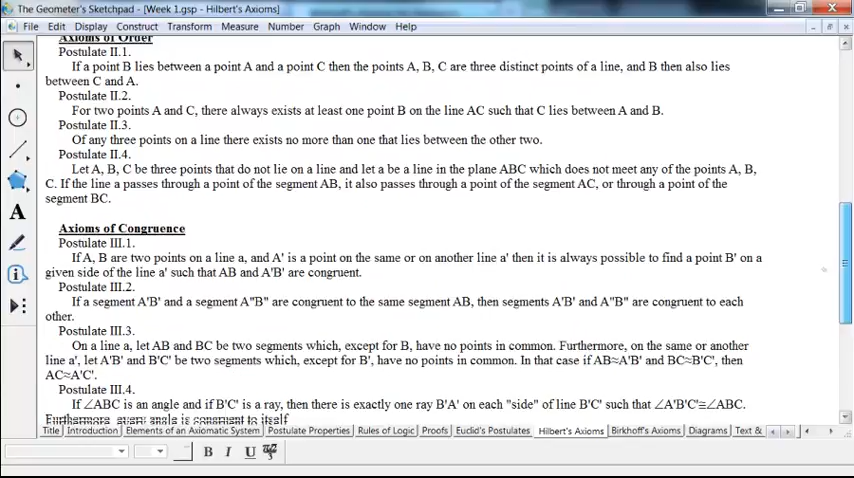 The Geometer's Sketchpad - [Week 1.gsp - Hilbert's Axioms]
File Edit Display Construct Transform Measure Number Graph Window Help
Axioms of Order
Postulate II.1.
If a point B lies between a point A and a point C then the points A, B, C are three distinct points of a line, and B then also lies
between C and A.
Postulate II.2.
For two points A and C, there always exists at least one point B on the line AC such that C lies between A and B.
Postulate II.3.
Of any three points on a line there exists no more than one that lies between the other two.
Postulate II.4.
Let A, B, C be three points that do not lie on a line and let a be a line in the plane ABC which does not meet any of the points A, B,
C. If the line a passes through a point of the segment AB, it also passes through a point of the segment AC, or through a point of the
segment BC.
Axioms of Congruence
Postulate III.1.
If A, B are two points on a line a, and A' is a point on the same or on another line a' then it is always possible to find a point B' on a
given side of the line a' such that AB and A'B' are congruent.
Postulate III.2.
If a segment A'B' and a segment A"B" are congruent to the same segment AB, then segments A'B' and A"B" are congruent to each
other.
Postulate III.3.
On a line a, let AB and BC be two segments which, except for B, have no points in common. Furthermore, on the same or another
line a', let A'B' and B'C' be two segments which, except for B', have no points in common. In that case if AB≈A'B' and BC≈B'C', then
AC≈A'C'.
Postulate III.4.
If ∠ABC is an angle and if B'C' is a ray, then there is exactly one ray B'A' on each "side" of line B'C' such that ∠A'B'C'≅∠ABC.
Furthermore, every angle is congruent to itself
Title Introduction Elements of an Axiomatic System Postulate Properties Rules of Logic Proofs Euclid's Postulates Hilbert's Axioms Birkhoff's Axioms Diagrams Text &
B I U
A